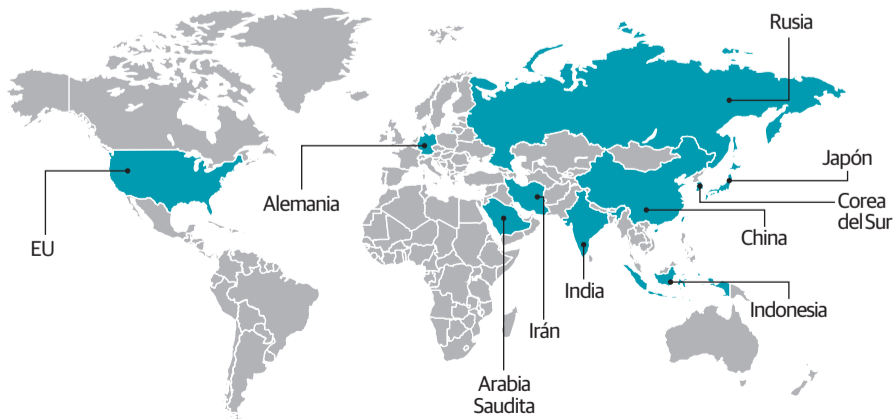 Rusia
Japón
Corea
del Sur
China
Alemania
EU
India
Indonesia
Irán
Arabia
Saudita